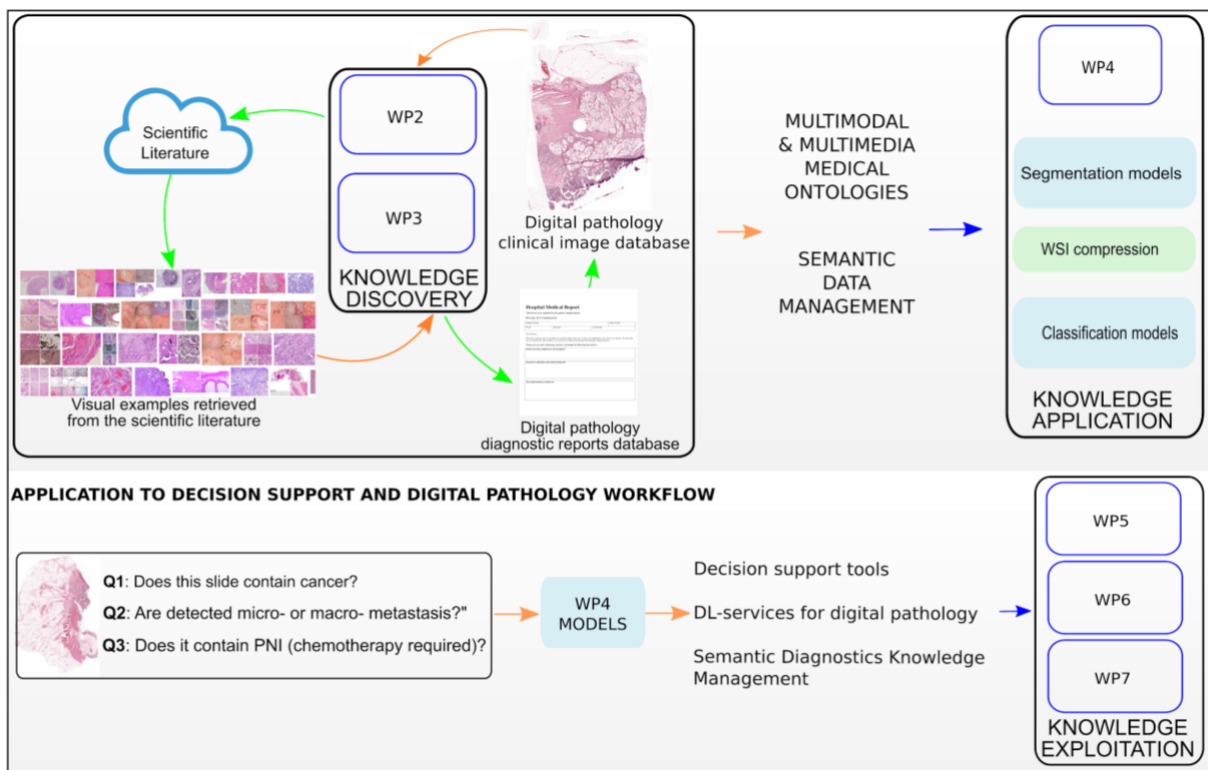 WP2
WP3
KNOWLEDGE
DISCOVERY
Scientific
Literature
Visual examples retrieved
from the scientific literature
Digital pathology
clinical image database
Hospital Medical Report
Digital pathology
diagnostic reports database
MULTIMODAL
& MULTIMEDIA
MEDICAL
ONTOLOGIES
SEMANTIC
DATA
MANAGEMENT
WP4
Segmentation models
WSI compression
Classification models
KNOWLEDGE
APPLICATION
APPLICATION TO DECISION SUPPORT AND DIGITAL PATHOLOGY WORKFLOW
Q1: Does this slide contain cancer?
Q2: Are detected micro- or macro- metastasis?"
Q3: Does it contain PNI (chemotherapy required)?
WP4
MODELS
Decision support tools
DL-services for digital pathology
Semantic Diagnostics Knowledge
Management
WP5
WP6
WP7
KNOWLEDGE
EXPLOITATION